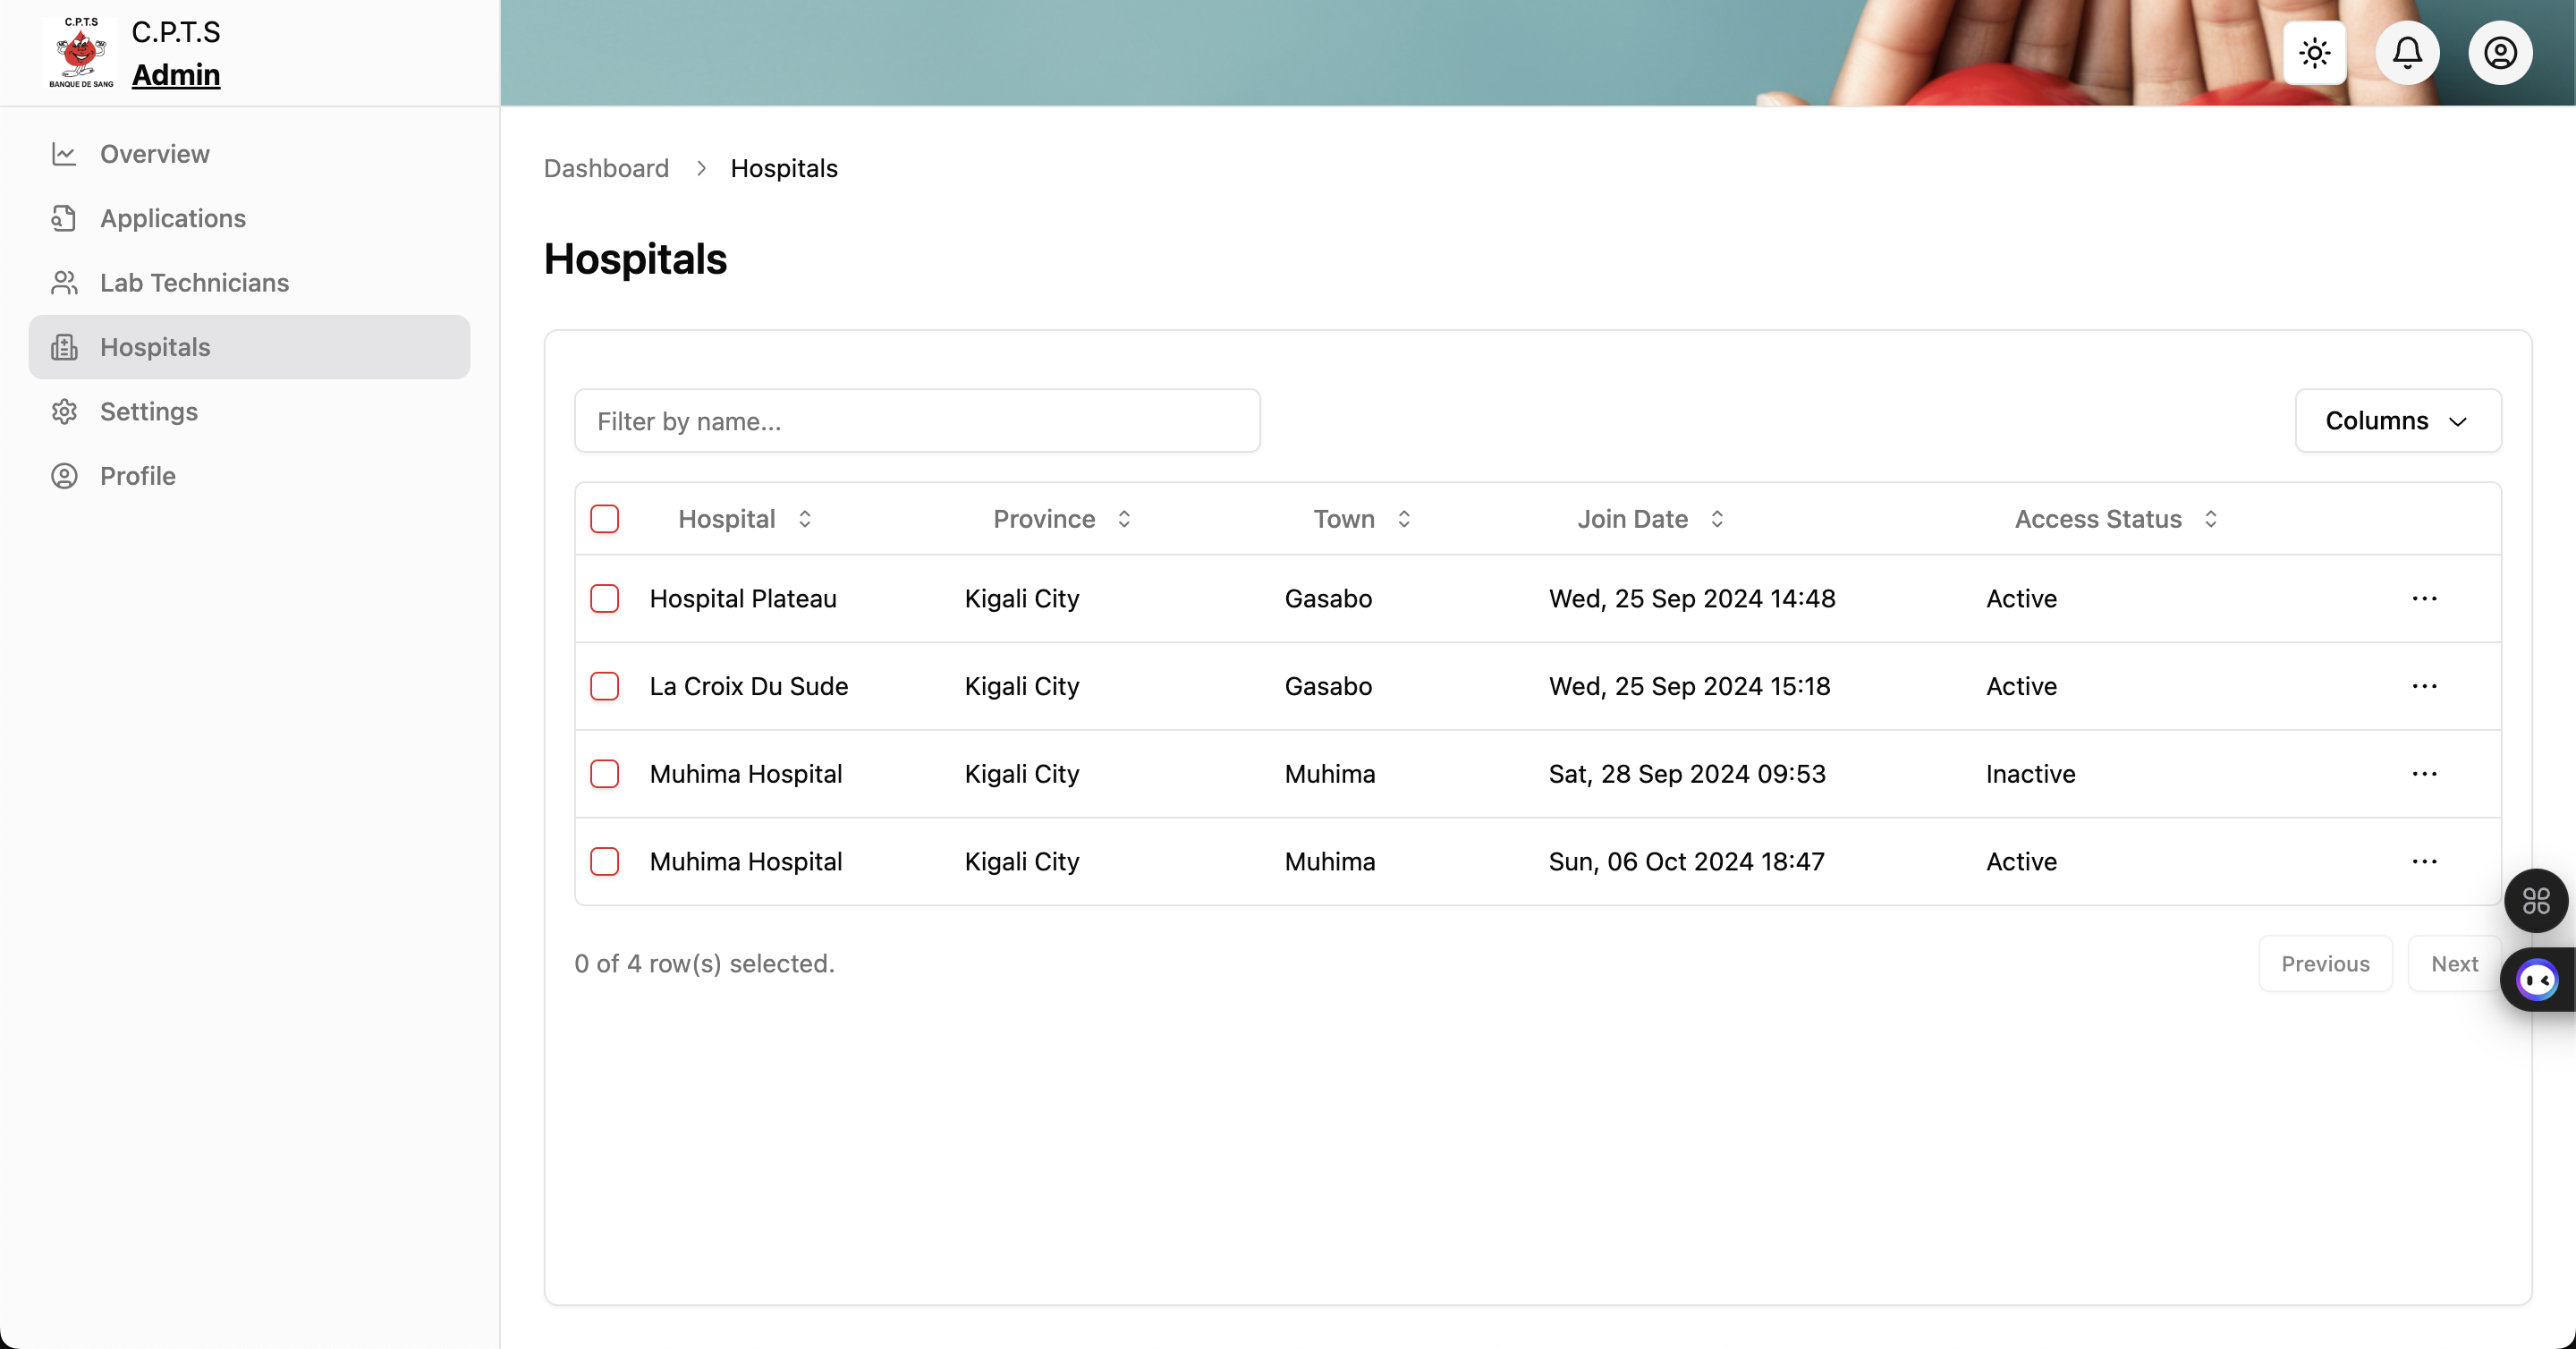 C.P.T.S
BANQUE DE SANG
C.P.T.S
Admin
Overview
Applications
Lab Technicians
Hospitals
Settings
Profile
Dashboard > Hospitals
Hospitals
Filter by name...
Columns
Hospital Province Town Join Date Access Status
Hospital Plateau Kigali City Gasabo Wed, 25 Sep 2024 14:48 Active ...
La Croix Du Sude Kigali City Gasabo Wed, 25 Sep 2024 15:18 Active ...
Muhima Hospital Kigali City Muhima Sat, 28 Sep 2024 09:53 Inactive ...
Muhima Hospital Kigali City Muhima Sun, 06 Oct 2024 18:47 Active ...
0 of 4 row(s) selected.
Previous Next